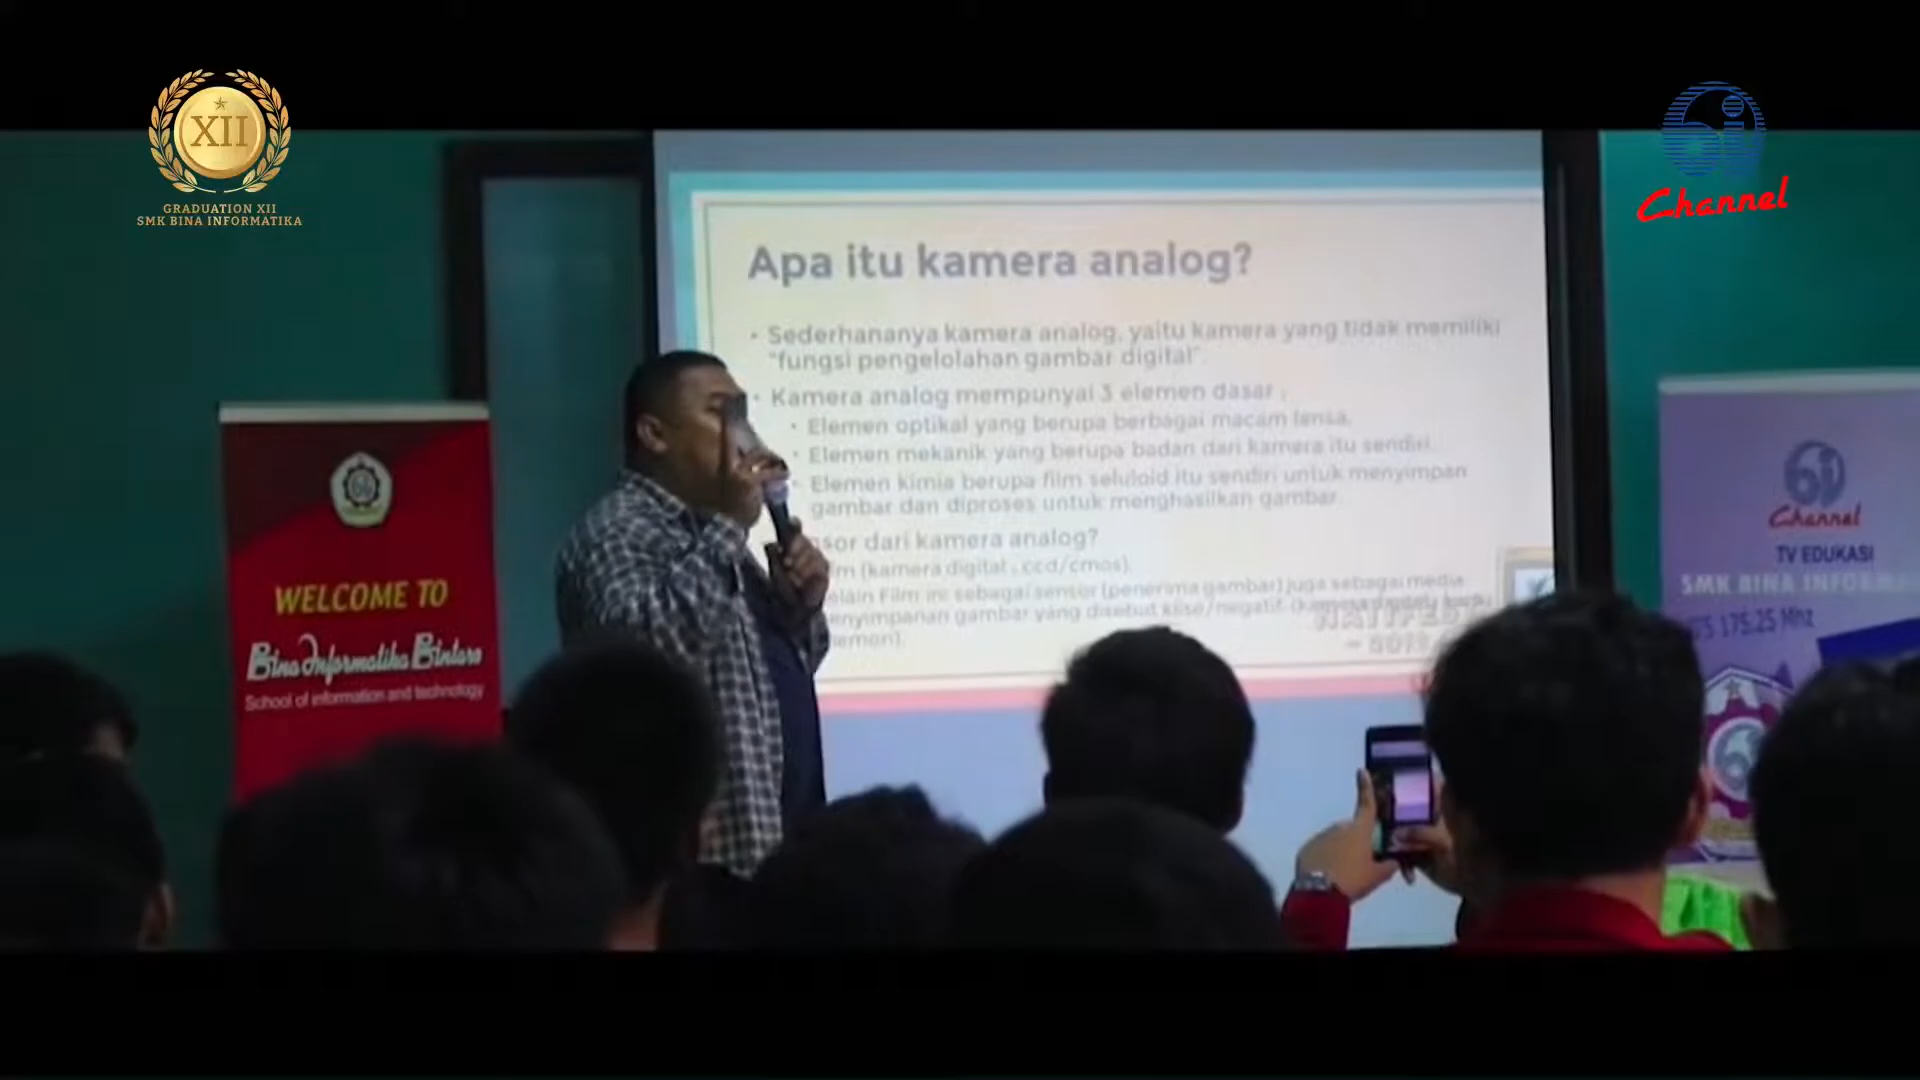 XII
GRADUATION XII
SMK BINA INFORMATIKA
bi
Channel
Apa itu kamera analog?
• Sederhananya kamera analog, yaitu kamera yang tidak memiliki
"fungsi pengelolahan gambar digital".
• Kamera analog mempunyai 3 elemen dasar :
• Elemen optikal yang berupa berbagai macam lensa.
• Elemen mekanik yang berupa badan dari kamera itu sendiri.
• Elemen kimia berupa film seluloid itu sendiri untuk menyimpan
gambar dan diproses untuk menghasilkan gambar.
sor dari kamera analog?
m (kamera digital : ccd/cmos).
elain Film ini sebagai sensor (penerima gambar) juga sebagai media
enyimpanan gambar yang disebut klise/negatif.
WELCOME TO
Bina Informatika Bintaro
School of information and technology
bi
Channel
TV EDUKASI
SMK BINA INFORMA
175.25 Mhz